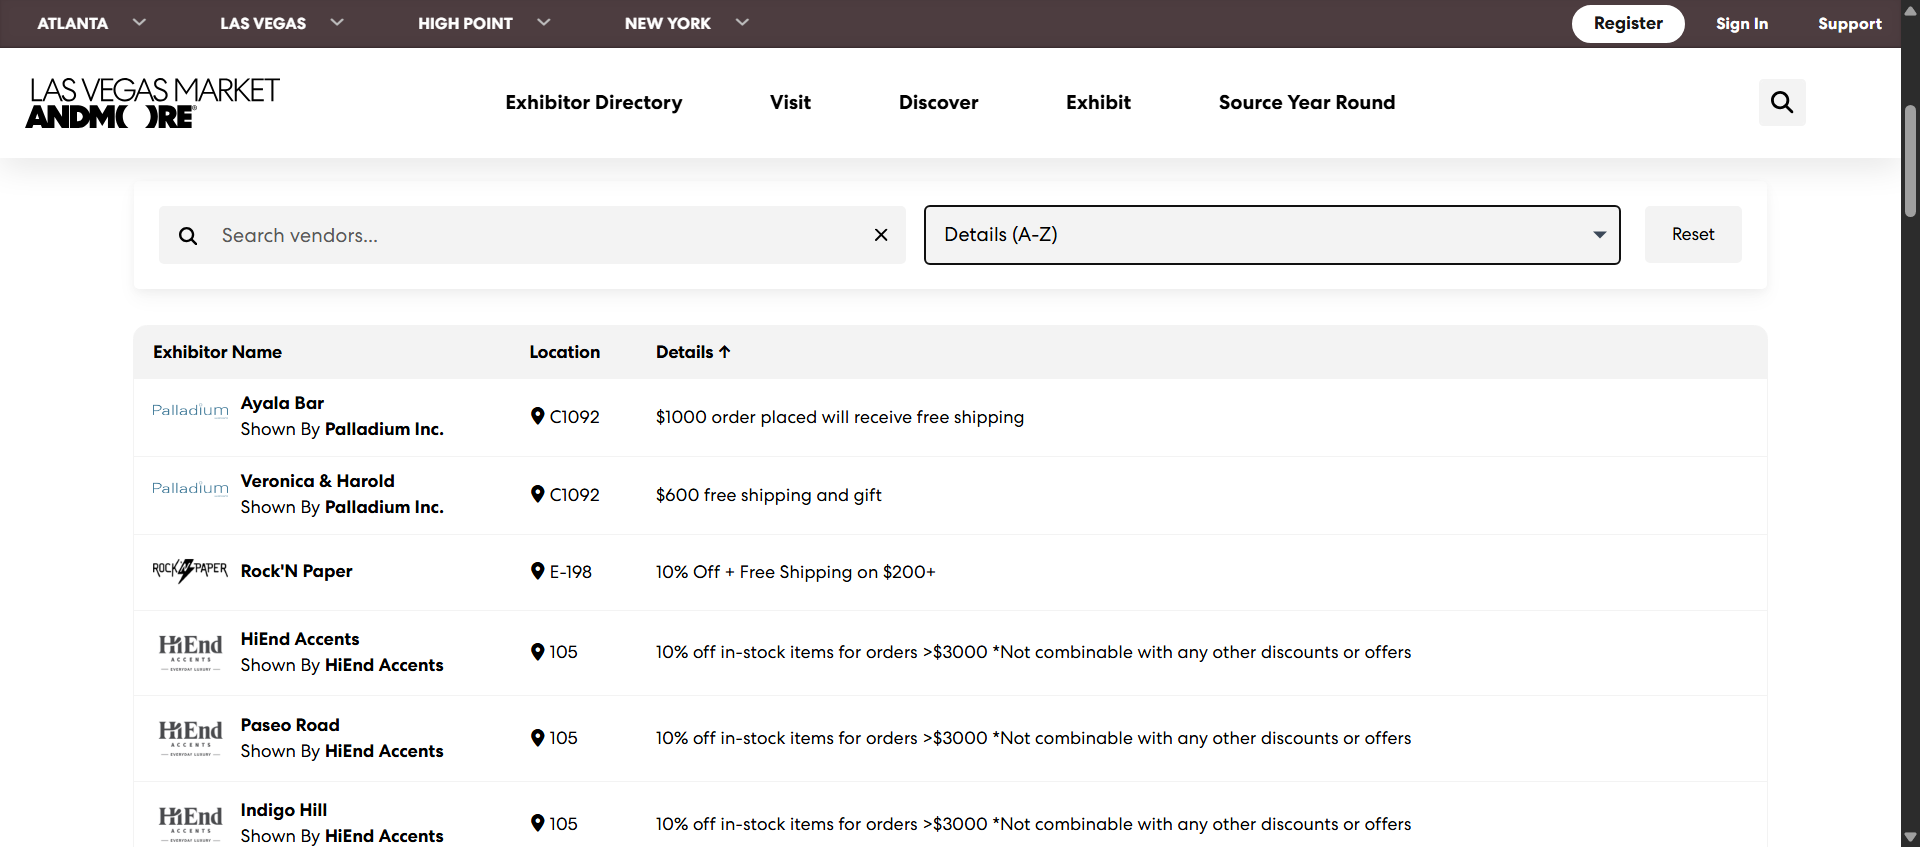 ATLANTA
LAS VEGAS
HIGH POINT
NEW YORK
Register
Sign In
Support
LAS VEGAS MARKET
ANDMORE
Exhibitor Directory
Visit
Discover
Exhibit
Source Year Round
Search vendors...
Details (A-Z)
Reset
Exhibitor Name
Location
Details ↑
Palladium
Ayala Bar
Shown By Palladium Inc.
C1092
$1000 order placed will receive free shipping
Palladium
Veronica & Harold
Shown By Palladium Inc.
C1092
$600 free shipping and gift
ROCK'N PAPER
Rock'N Paper
E-198
10% Off + Free Shipping on $200+
HiEnd
ACCENTS
EVERYDAY LUXURY
HiEnd Accents
Shown By HiEnd Accents
105
10% off in-stock items for orders >$3000 *Not combinable with any other discounts or offers
HiEnd
ACCENTS
EVERYDAY LUXURY
Paseo Road
Shown By HiEnd Accents
105
10% off in-stock items for orders >$3000 *Not combinable with any other discounts or offers
HiEnd
ACCENTS
EVERYDAY LUXURY
Indigo Hill
Shown By HiEnd Accents
105
10% off in-stock items for orders >$3000 *Not combinable with any other discounts or offers